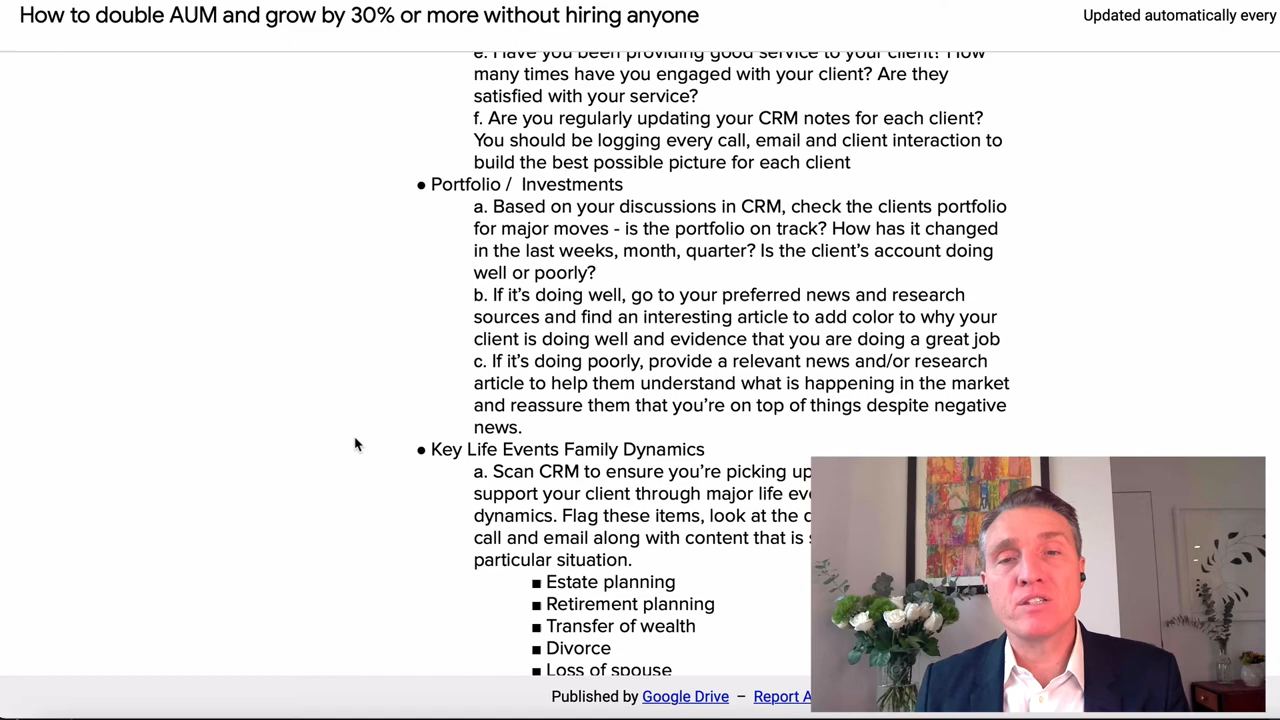 How to double AUM and grow by 30% or more without hiring anyone
Updated automatically every
e. Have you been providing good service to your client? How
many times have you engaged with your client? Are they
satisfied with your service?
f. Are you regularly updating your CRM notes for each client?
You should be logging every call, email and client interaction to
build the best possible picture for each client
● Portfolio / Investments
a. Based on your discussions in CRM, check the clients portfolio
for major moves - is the portfolio on track? How has it changed
in the last weeks, month, quarter? Is the client's account doing
well or poorly?
b. If it's doing well, go to your preferred news and research
sources and find an interesting article to add color to why your
client is doing well and evidence that you are doing a great job
c. If it's doing poorly, provide a relevant news and/or research
article to help them understand what is happening in the market
and reassure them that you're on top of things despite negative
news.
● Key Life Events Family Dynamics
a. Scan CRM to ensure you're picking up
support your client through major life
dynamics. Flag these items, look at the
call and email along with content that is
particular situation.
■ Estate planning
■ Retirement planning
■ Transfer of wealth
■ Divorce
■ Loss of spouse
Published by Google Drive – Report